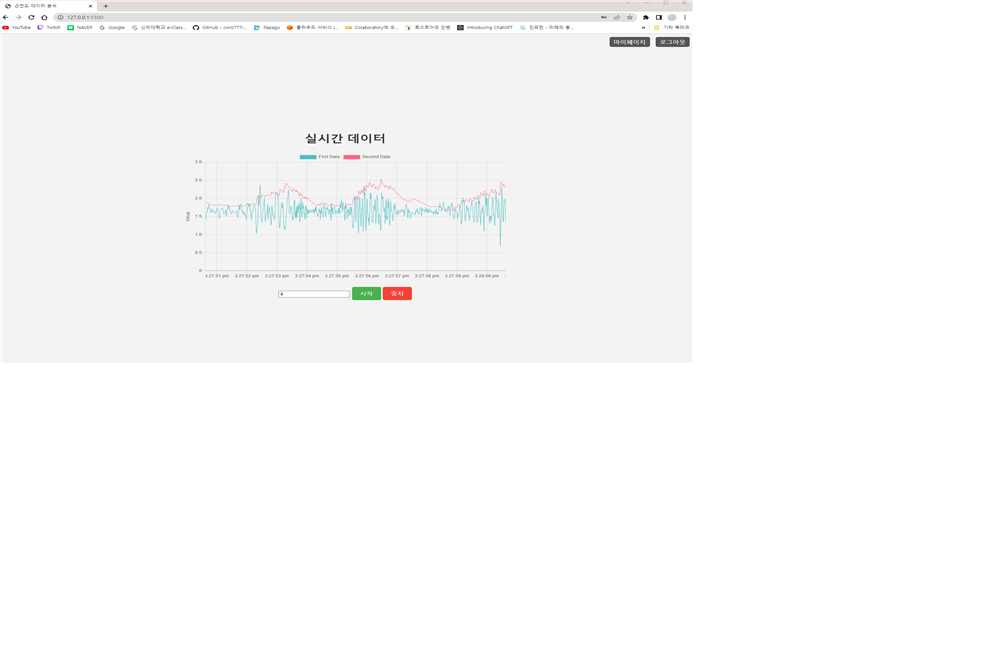 근전도 데이터 분석
127.0.0.1:5500
YouTube Twitch NAVER Google 인하대학교 e-Class... GitHub - Papago 클라우드 서비스 |... Colaboratory에 오... 로스트아크 인벤 Introducing ChatGPT 인프런 - 미래의 동... » 기타 북마크
마이페이지 로그아웃
실시간 데이터
First Data Second Data
3.0
2.5
2.0
1.5
1.0
0.5
0
Value
3:27:51 pm 3:27:52 pm 3:27:53 pm 3:27:54 pm 3:27:55 pm 3:27:56 pm 3:27:57 pm 3:27:58 pm 3:27:59 pm 3:28:00 pm
4 시작 중지